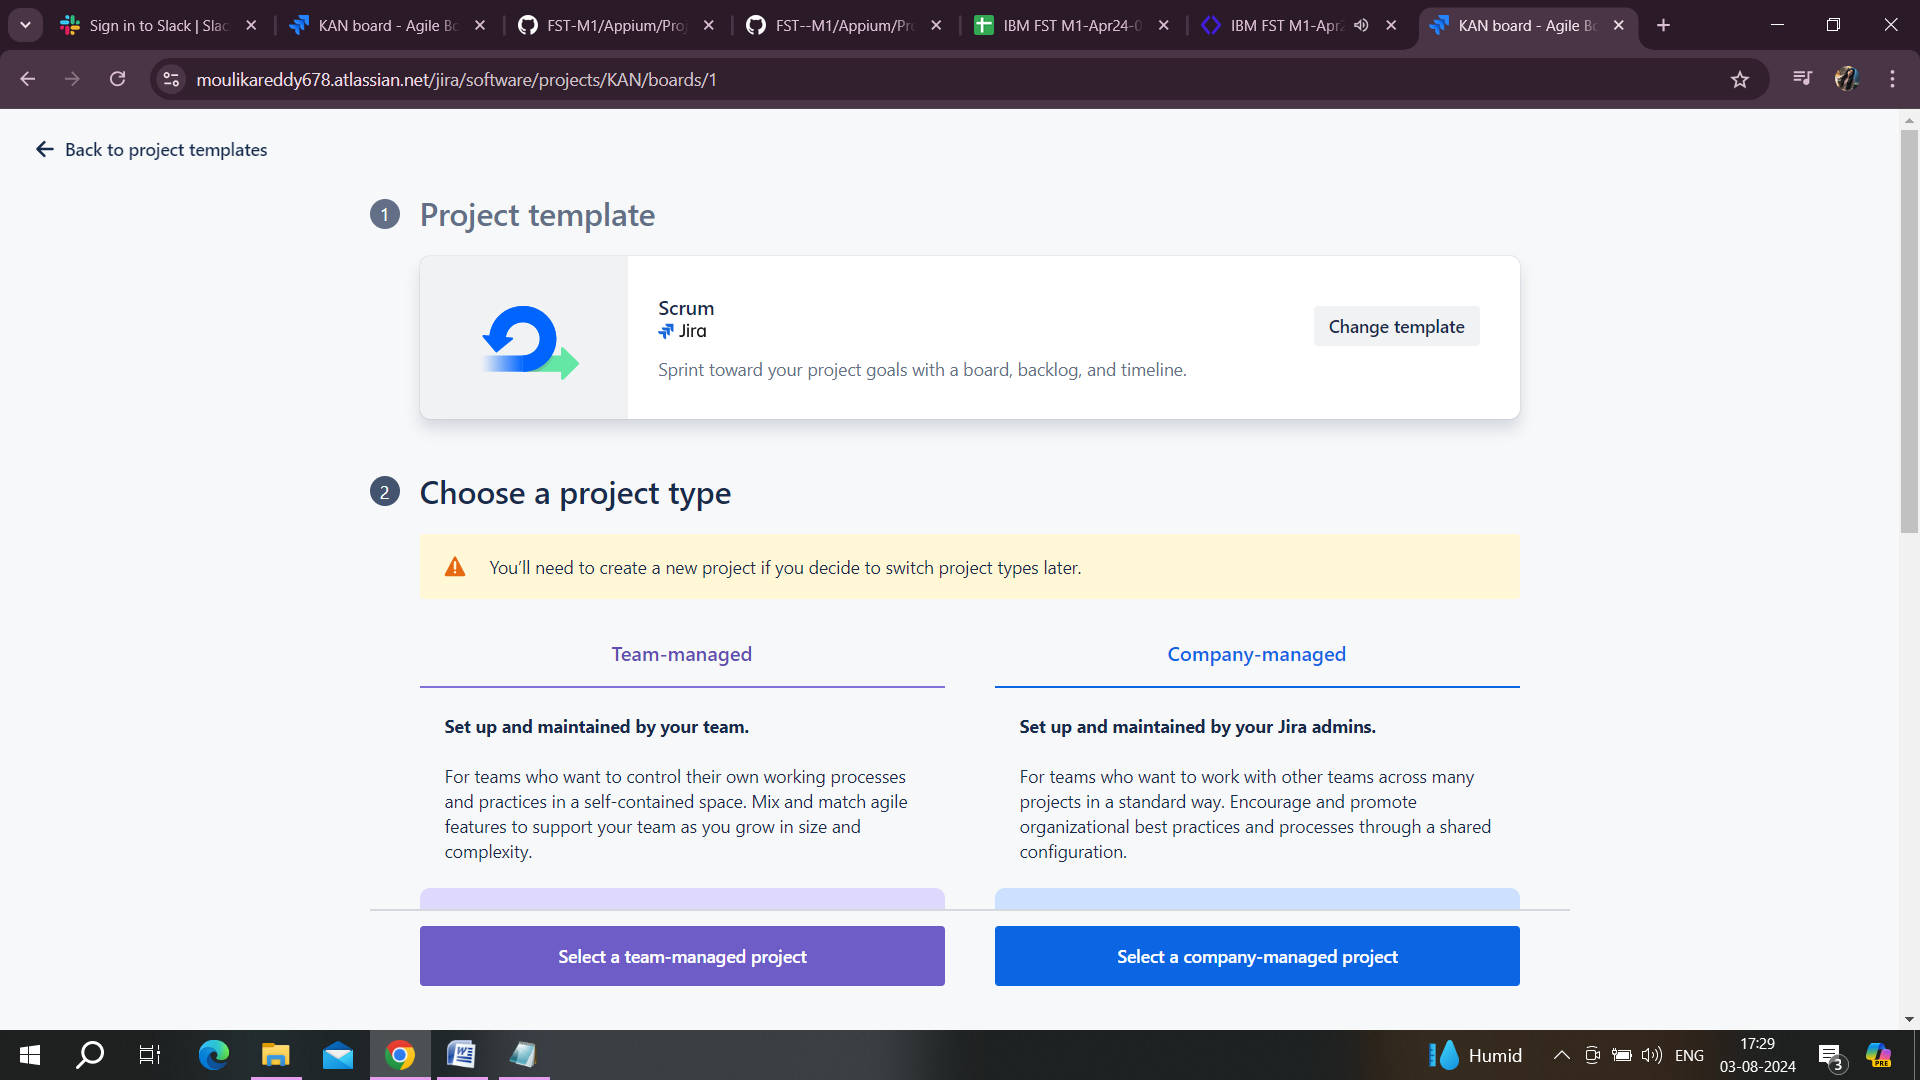 Sign in to Slack | Slac
KAN board - Agile Bo
FST-M1/Appium/Proj
FST--M1/Appium/Pro
IBM FST M1-Apr24-0
IBM FST M1-Apr2
KAN board - Agile Bo
moulikareddy678.atlassian.net/jira/software/projects/KAN/boards/1
Back to project templates
1 Project template
Scrum
Jira
Sprint toward your project goals with a board, backlog, and timeline.
Change template
2 Choose a project type
You'll need to create a new project if you decide to switch project types later.
Team-managed
Set up and maintained by your team.
For teams who want to control their own working processes
and practices in a self-contained space. Mix and match agile
features to support your team as you grow in size and
complexity.
Select a team-managed project
Company-managed
Set up and maintained by your Jira admins.
For teams who want to work with other teams across many
projects in a standard way. Encourage and promote
organizational best practices and processes through a shared
configuration.
Select a company-managed project
Humid
ENG
17:29
03-08-2024
3
PRE